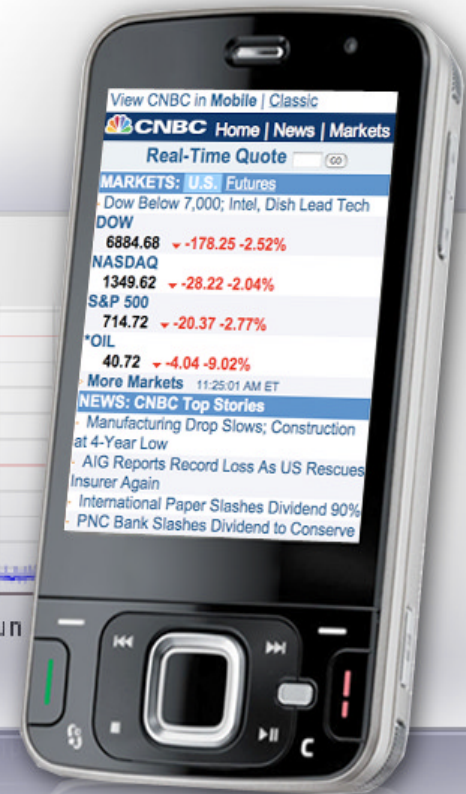 View CNBC in Mobile | Classic
CNBC Home | News | Markets
Real-Time Quote GO
MARKETS: U.S. Futures
Dow Below 7,000; Intel, Dish Lead Tech
DOW
6884.68 -178.25 -2.52%
NASDAQ
1349.62 -28.22 -2.04%
S&P 500
714.72 -20.37 -2.77%
*OIL
40.72 -4.04 -9.02%
More Markets 11:25:01 AM ET
NEWS: CNBC Top Stories
Manufacturing Drop Slows; Construction
at 4-Year Low
AIG Reports Record Loss As US Rescues
Insurer Again
International Paper Slashes Dividend 90%
PNC Bank Slashes Dividend to Conserve
un
C